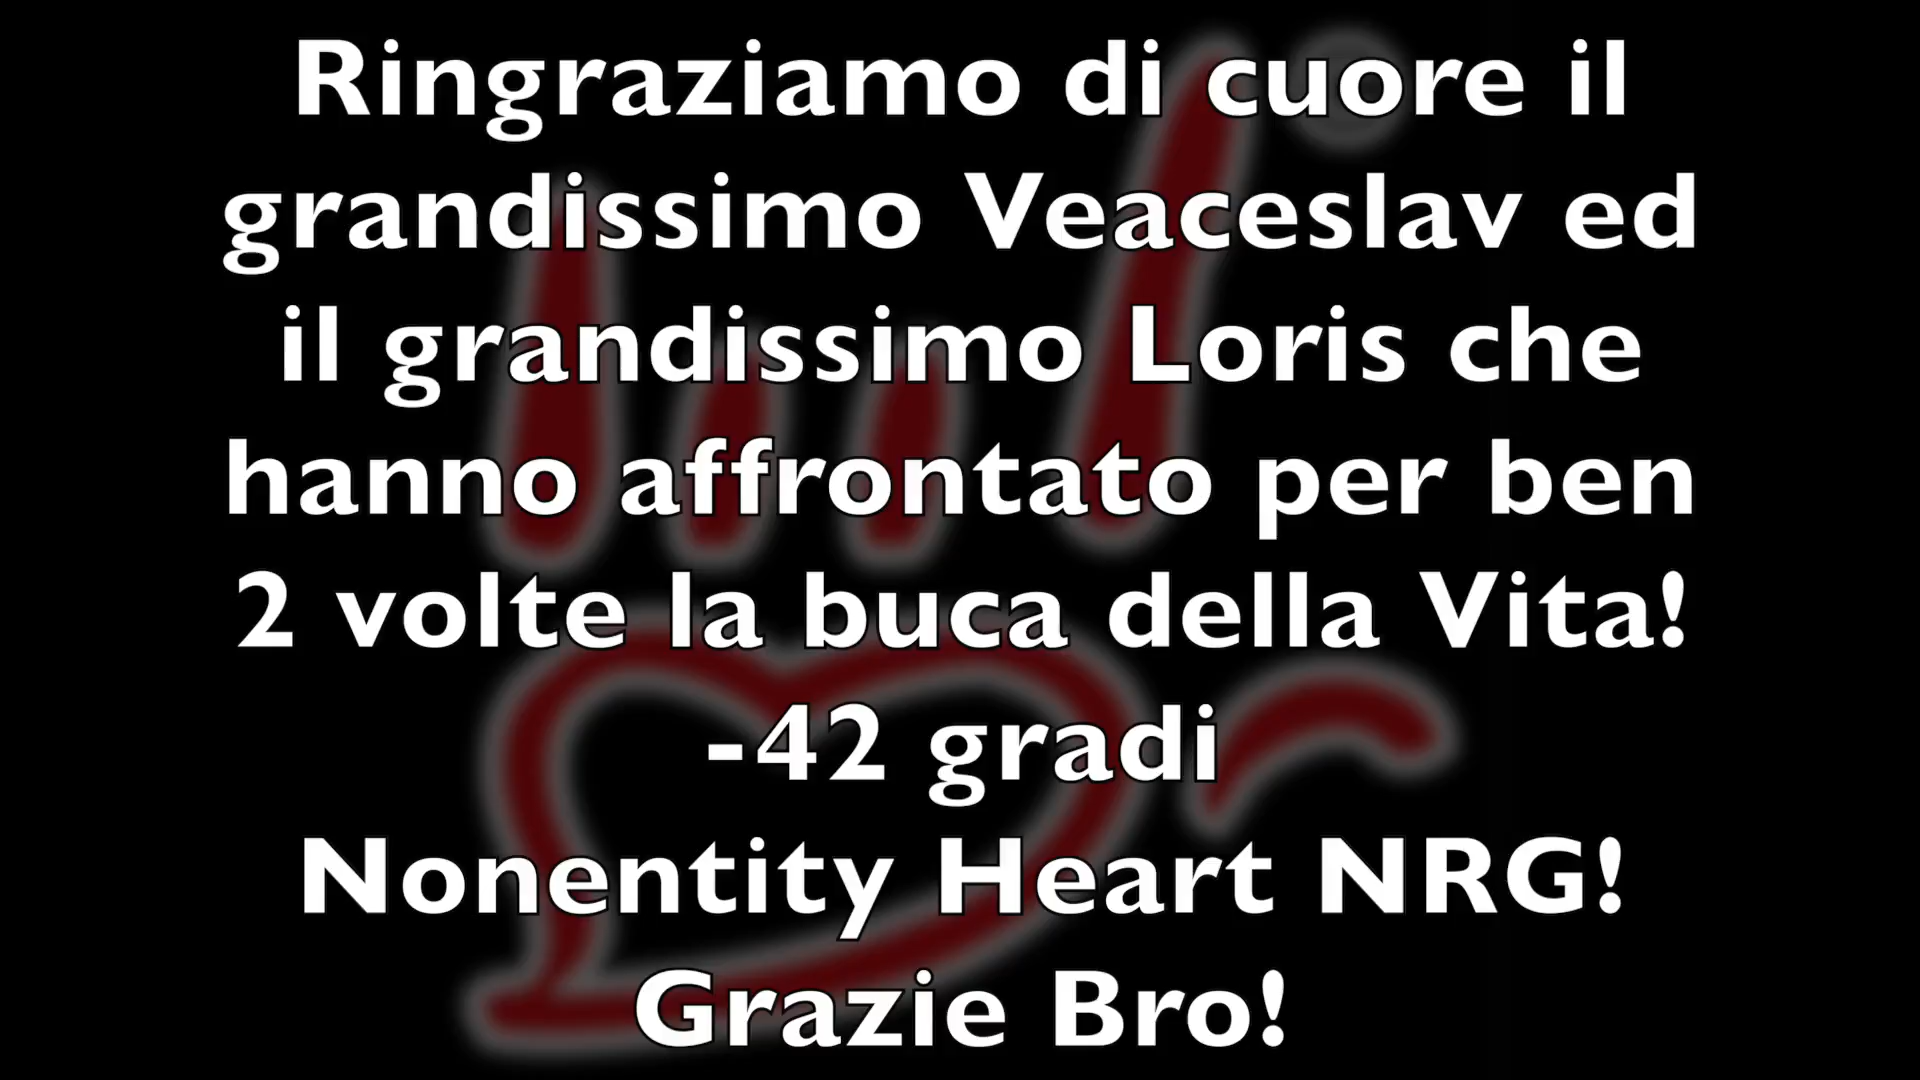 Ringraziamo di cuore il
grandissimo Veaceslav ed
il grandissimo Loris che
hanno affrontato per ben
2 volte la buca della Vita!
-42 gradi
Nonentity Heart NRG!
Grazie Bro!